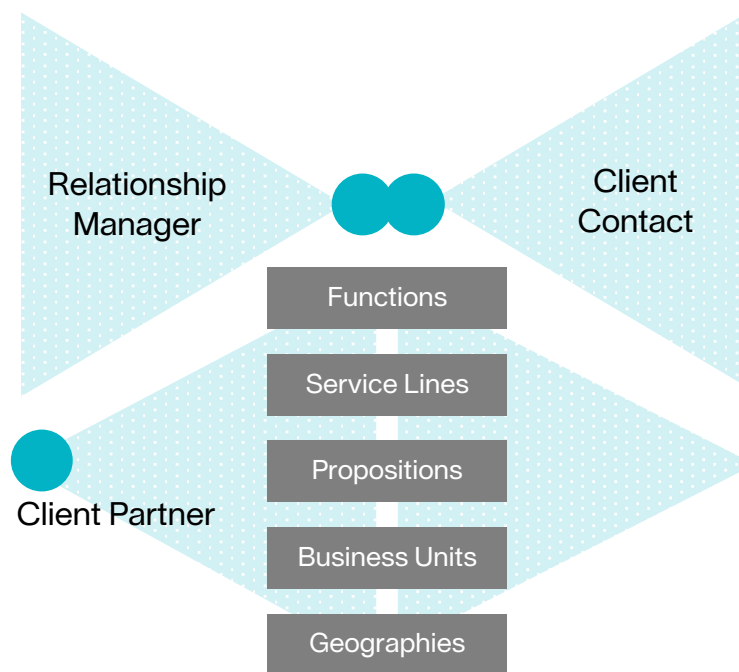 Relationship
Manager
Client
Contact
Functions
Service Lines
Propositions
Client Partner
Business Units
Geographies